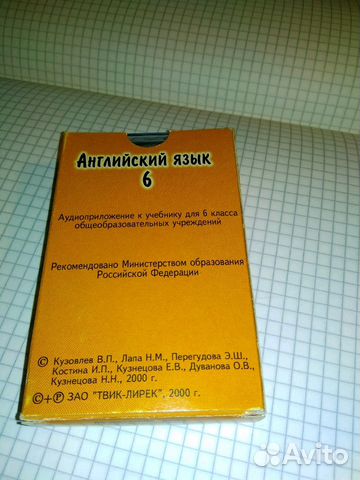 Английский язык
6
Аудиоприложение к учебнику для 6 класса
общеобразовательных учреждений
Рекомендовано Министерством образования
Российской Федерации
© Кузовлев В.П., Лапа Н.М., Перегудова Э.Ш.,
Костина И.П., Кузнецова Е.В., Дуванова О.В.,
Кузнецова Н.Н., 2000 г.
©+℗ ЗАО "ТВИК-ЛИРЕК", 2000 г.
Avito